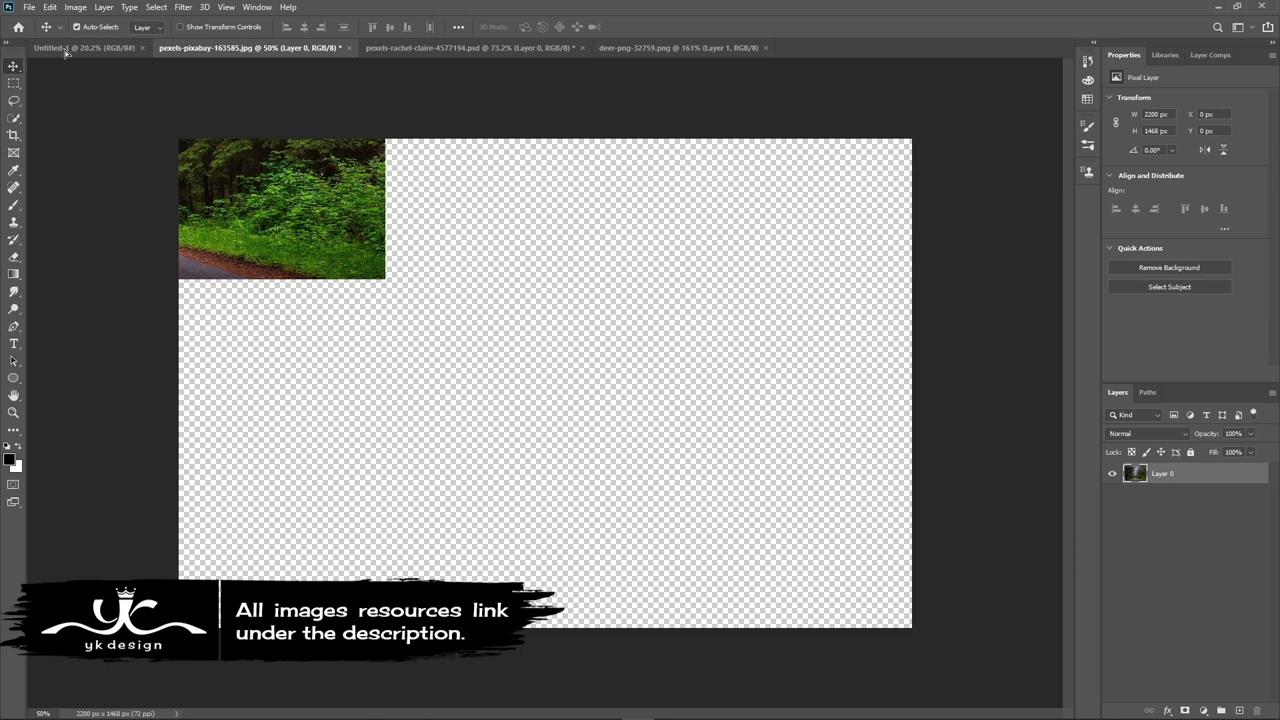 File Edit Image Layer Type Select Filter 3D View Window Help
Auto-Select: Layer Show Transform Controls 3D Mode:
Untitled-1 @ 20.2% (RGB/8#) × pexels-pixabay-163585.jpg @ 50% (Layer 0, RGB/8) * × pexels-rachel-claire-4577194.psd @ 73.2% (Layer 0, RGB/8) * × deer-png-32759.png @ 161% (Layer 1, RGB/8) ×
Properties Libraries Layer Comps
Pixel Layer
Transform
W 2200 px X 0 px
H 1468 px Y 0 px
0.00°
Align and Distribute
Align:
Quick Actions
Remove Background
Select Subject
Layers Paths
Kind
Normal Opacity: 100%
Lock: Fill: 100%
Layer 0
yk design
All images resources link
under the description.
50% 2200 px x 1468 px (72 ppi)